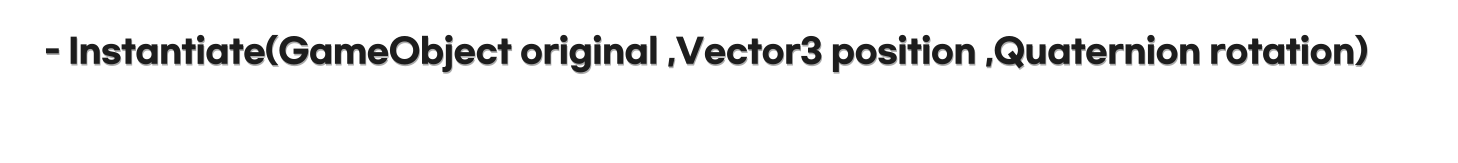 - Instantiate(GameObject original ,Vector3 position ,Quaternion rotation)